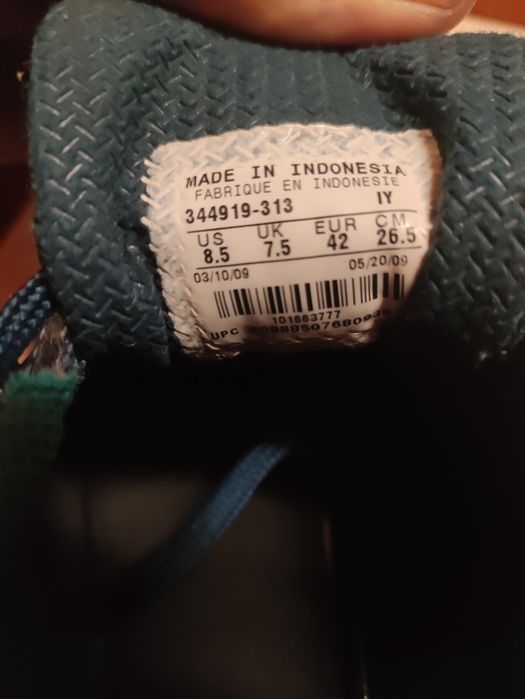 MADE IN INDONESIA
FABRIQUE EN INDONESIE
344919-313 IY
US UK EUR CM
8.5 7.5 42 26.5
03/10/09 05/20/09
101663777
UPC